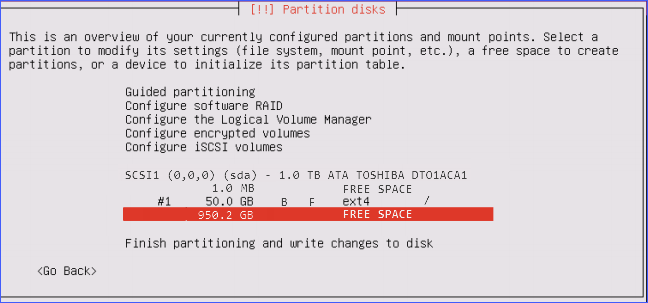 [!!] Partition disks
This is an overview of your currently configured partitions and mount points. Select a
partition to modify its settings (file system, mount point, etc.), a free space to create
partitions, or a device to initialize its partition table.
Guided partitioning
Configure software RAID
Configure the Logical Volume Manager
Configure encrypted volumes
Configure iSCSI volumes
SCSI1 (0,0,0) (sda) - 1.0 TB ATA TOSHIBA DT01ACA1
1.0 MB FREE SPACE
#1 50.0 GB B F ext4 /
950.2 GB FREE SPACE
Finish partitioning and write changes to disk
<Go Back>